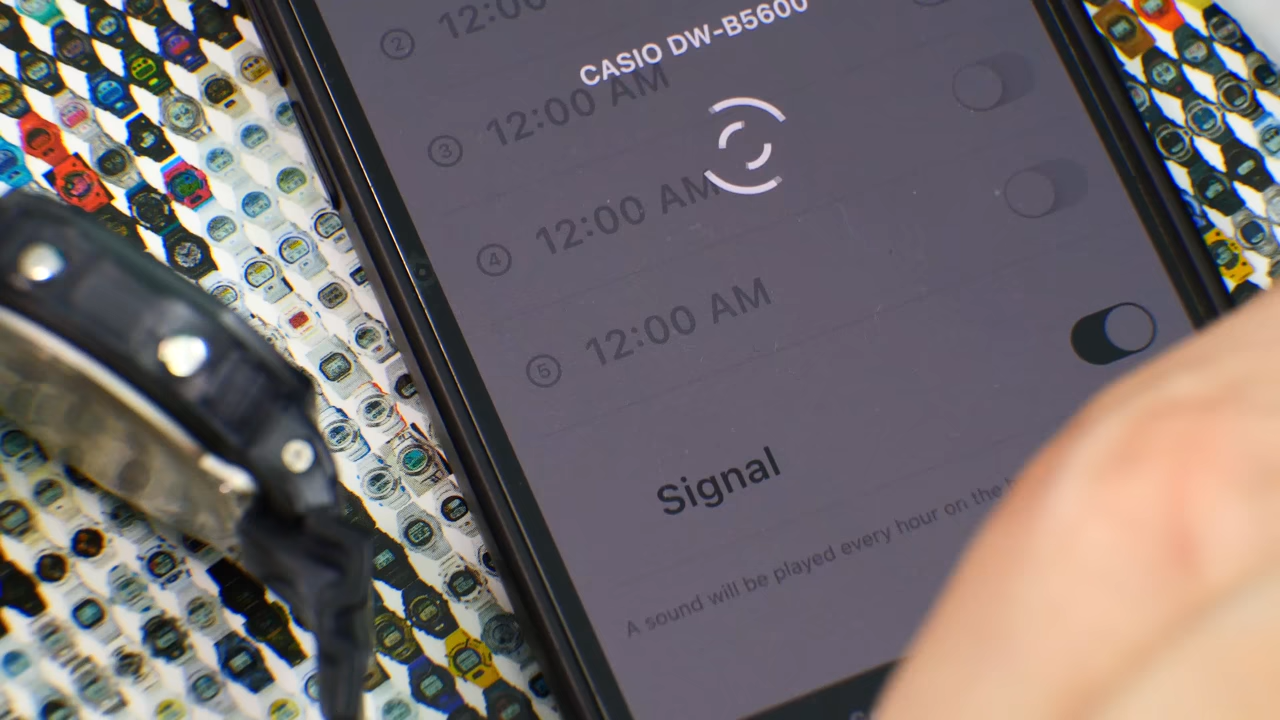 ② 12:00
CASIO DW-B5600
③ 12:00 AM
④ 12:00 AM
⑤ 12:00 AM
Signal
A sound will be played every hour on the